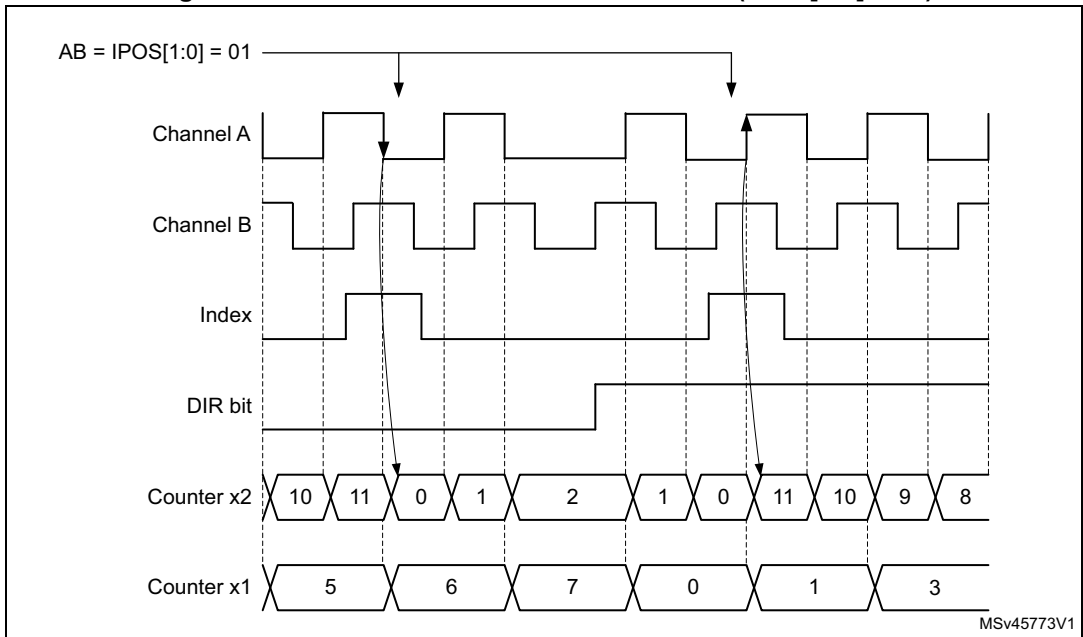 AB = IPOS[1:0] = 01
Channel A
Channel B
Index
DIR bit
Counter x2 10 11 0 1 2 1 0 11 10 9 8
Counter x1 5 6 7 0 1 3
MSv45773V1